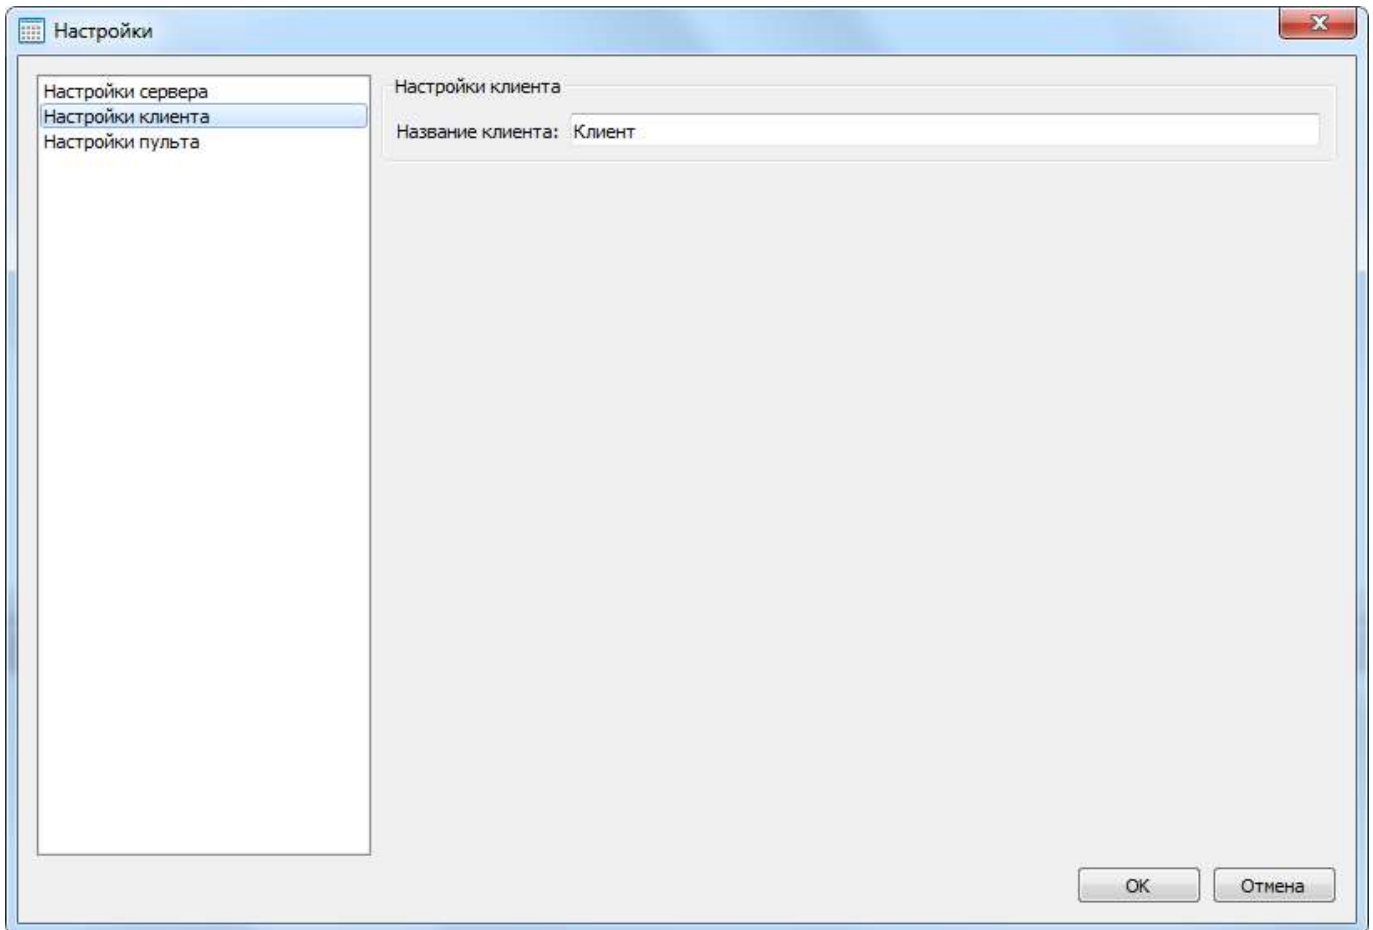 Настройки
Настройки сервера
Настройки клиента
Настройки пульта
Настройки клиента
Название клиента: Клиент
OK
Отмена